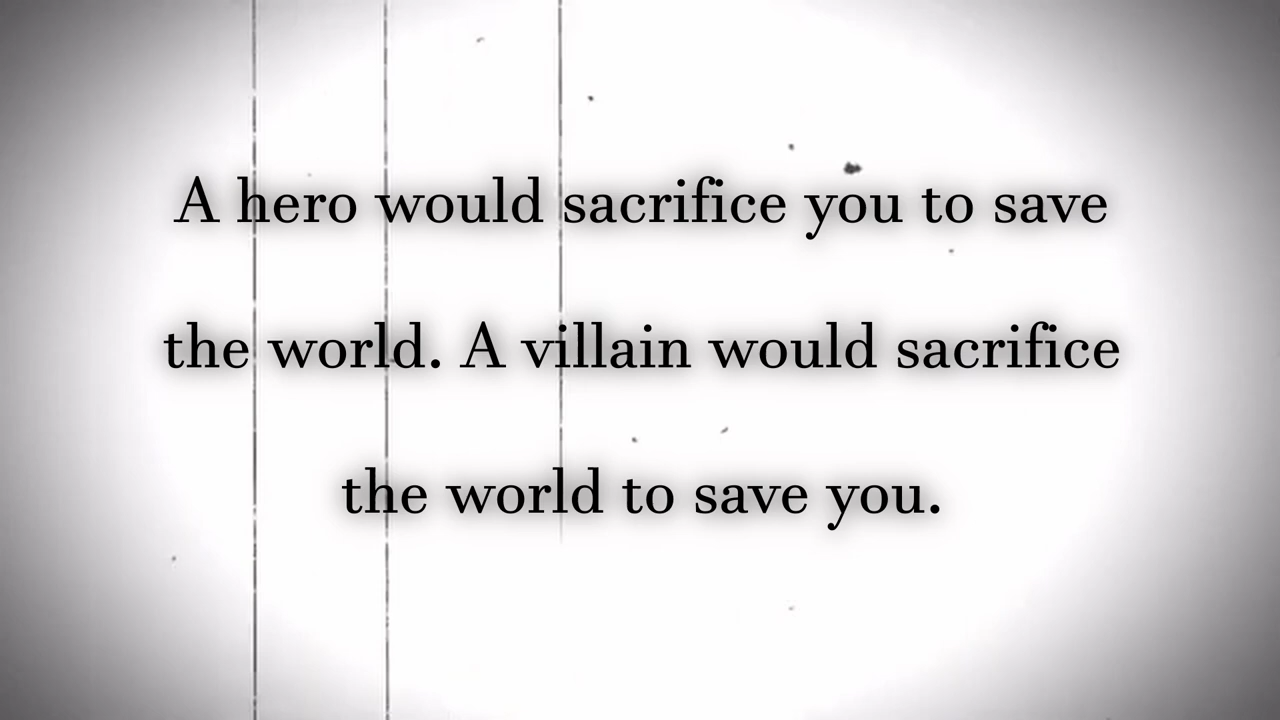 A hero would sacrifice you to save
the world. A villain would sacrifice
the world to save you.